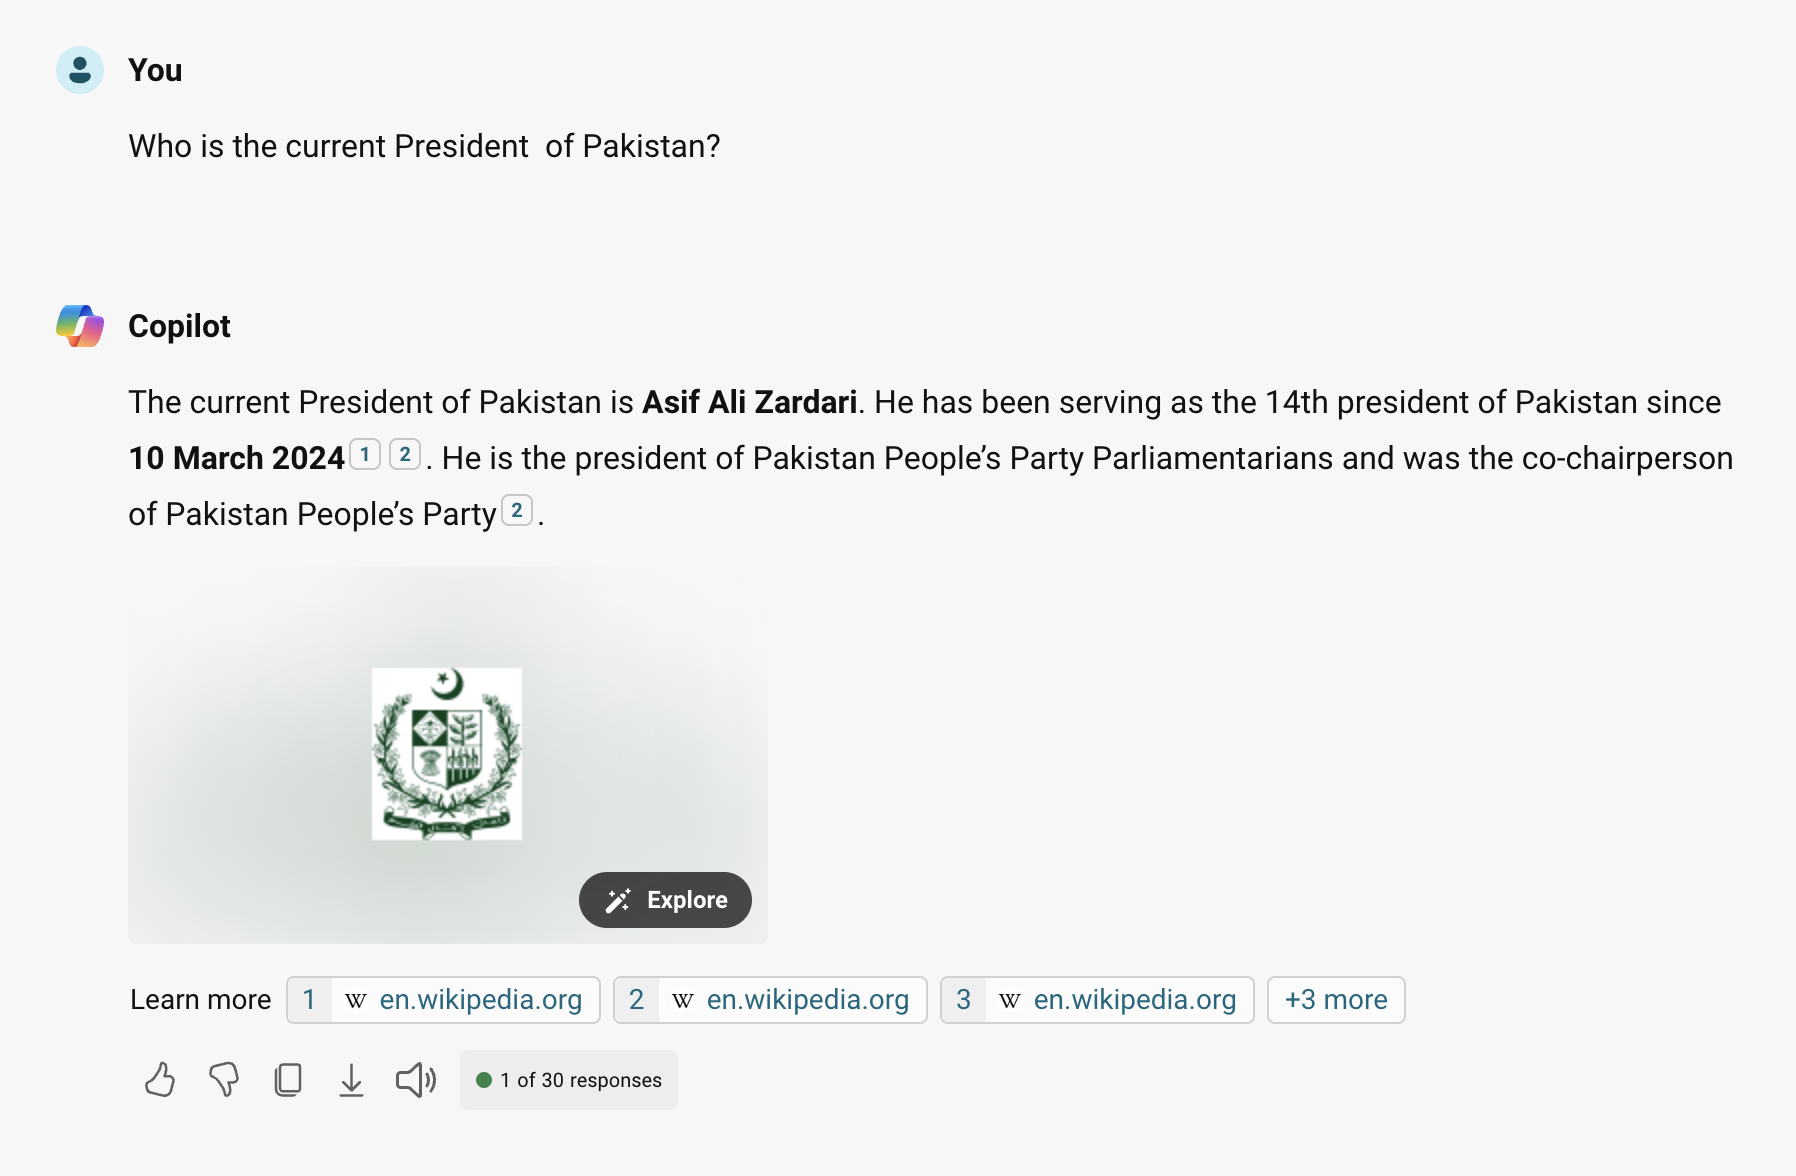 You
Who is the current President  of Pakistan?
Copilot
The current President of Pakistan is Asif Ali Zardari. He has been serving as the 14th president of Pakistan since
10 March 2024 1 2 . He is the president of Pakistan People’s Party Parliamentarians and was the co-chairperson
of Pakistan People’s Party 2 .
Explore
Learn more 1 W en.wikipedia.org 2 W en.wikipedia.org 3 W en.wikipedia.org +3 more
1 of 30 responses